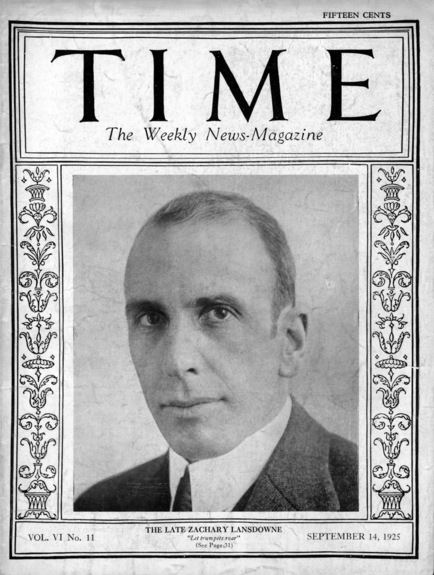 FIFTEEN CENTS
TIME
The Weekly News-Magazine
THE LATE ZACHARY LANSDOWNE
"Let trumpets roar"
(See Page 31)
VOL. VI No. 11
SEPTEMBER 14, 1925